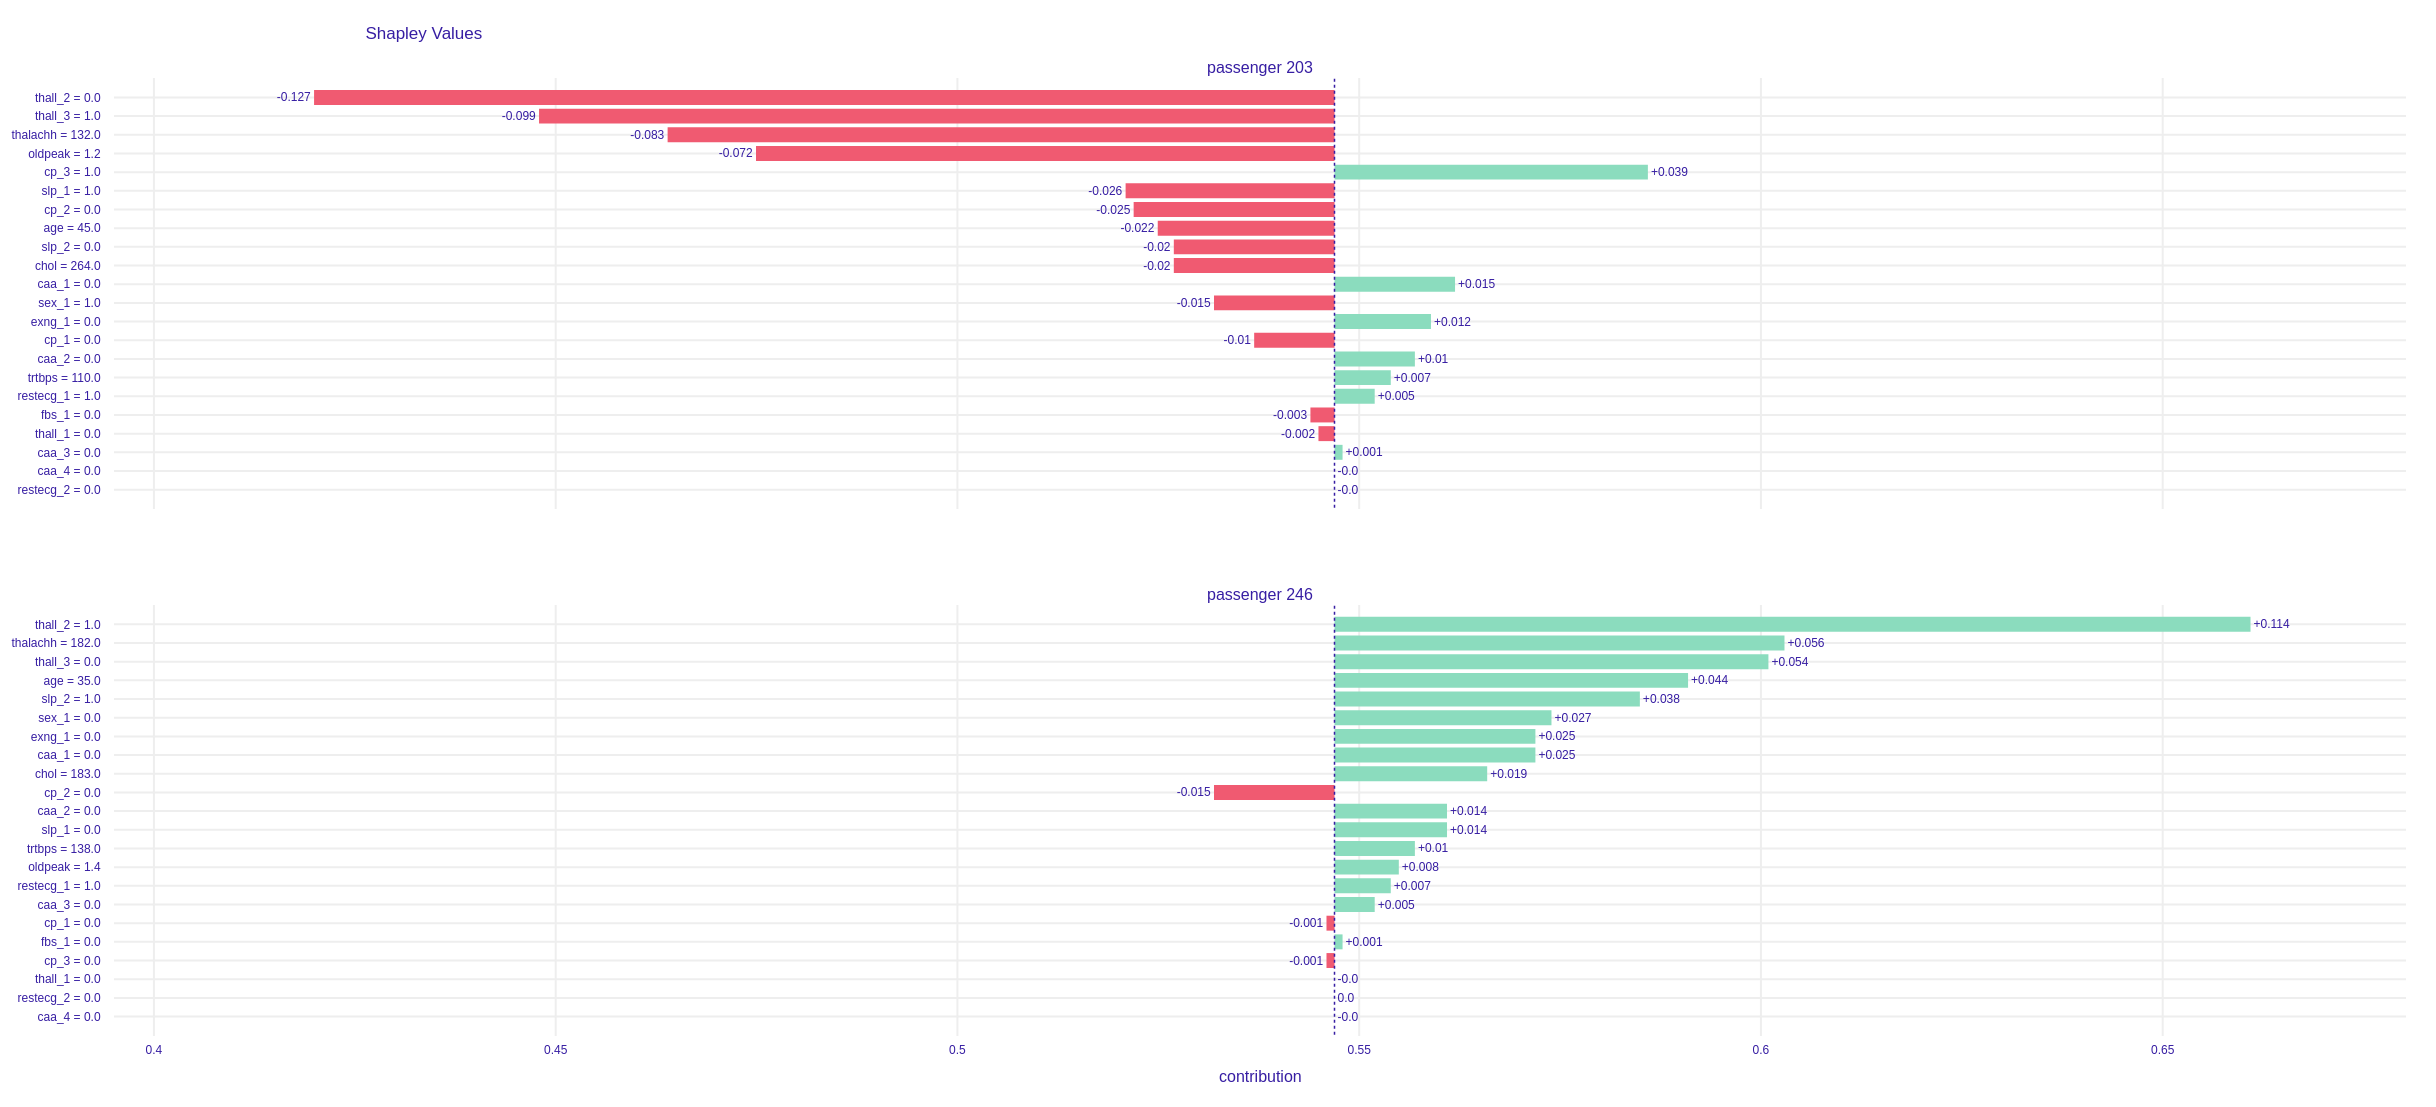 Shapley Values
passenger 203
thall_2 = 0.0 -0.127
thall_3 = 1.0 -0.099
thalachh = 132.0 -0.083
oldpeak = 1.2 -0.072
cp_3 = 1.0 +0.039
slp_1 = 1.0 -0.026
cp_2 = 0.0 -0.025
age = 45.0 -0.022
slp_2 = 0.0 -0.02
chol = 264.0 -0.02
caa_1 = 0.0 +0.015
sex_1 = 1.0 -0.015
exng_1 = 0.0 +0.012
cp_1 = 0.0 -0.01
caa_2 = 0.0 +0.01
trtbps = 110.0 +0.007
restecg_1 = 1.0 +0.005
fbs_1 = 0.0 -0.003
thall_1 = 0.0 -0.002
caa_3 = 0.0 +0.001
caa_4 = 0.0 -0.0
restecg_2 = 0.0 -0.0
passenger 246
thall_2 = 1.0 +0.114
thalachh = 182.0 +0.056
thall_3 = 0.0 +0.054
age = 35.0 +0.044
slp_2 = 1.0 +0.038
sex_1 = 0.0 +0.027
exng_1 = 0.0 +0.025
caa_1 = 0.0 +0.025
chol = 183.0 +0.019
cp_2 = 0.0 -0.015
caa_2 = 0.0 +0.014
slp_1 = 0.0 +0.014
trtbps = 138.0 +0.01
oldpeak = 1.4 +0.008
restecg_1 = 1.0 +0.007
caa_3 = 0.0 +0.005
cp_1 = 0.0 -0.001
fbs_1 = 0.0 +0.001
cp_3 = 0.0 -0.001
thall_1 = 0.0 -0.0
restecg_2 = 0.0 0.0
caa_4 = 0.0 -0.0
0.4 0.45 0.5 0.55 0.6 0.65
contribution